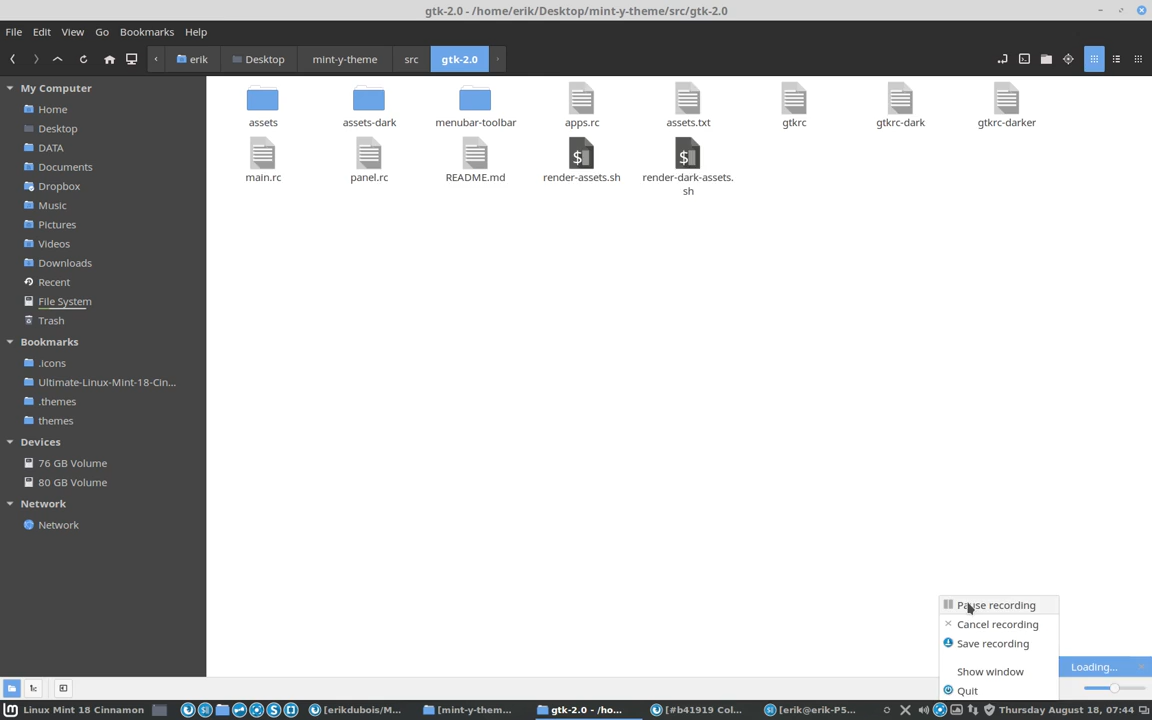 gtk-2.0 - /home/erik/Desktop/mint-y-theme/src/gtk-2.0
File Edit View Go Bookmarks Help
erik Desktop mint-y-theme src gtk-2.0
My Computer
Home
Desktop
DATA
Documents
Dropbox
Music
Pictures
Videos
Downloads
Recent
File System
Trash
Bookmarks
.icons
Ultimate-Linux-Mint-18-Cin...
.themes
themes
Devices
76 GB Volume
80 GB Volume
Network
Network
assets assets-dark menubar-toolbar apps.rc assets.txt gtkrc gtkrc-dark gtkrc-darker
main.rc panel.rc README.md render-assets.sh render-dark-assets.
sh
Pause recording
Cancel recording
Save recording
Show window
Quit
Loading...
Linux Mint 18 Cinnamon [erikdubois/M... [mint-y-them... gtk-2.0 - /ho... [#b41919 Col... [erik@erik-P5... Thursday August 18, 07:44